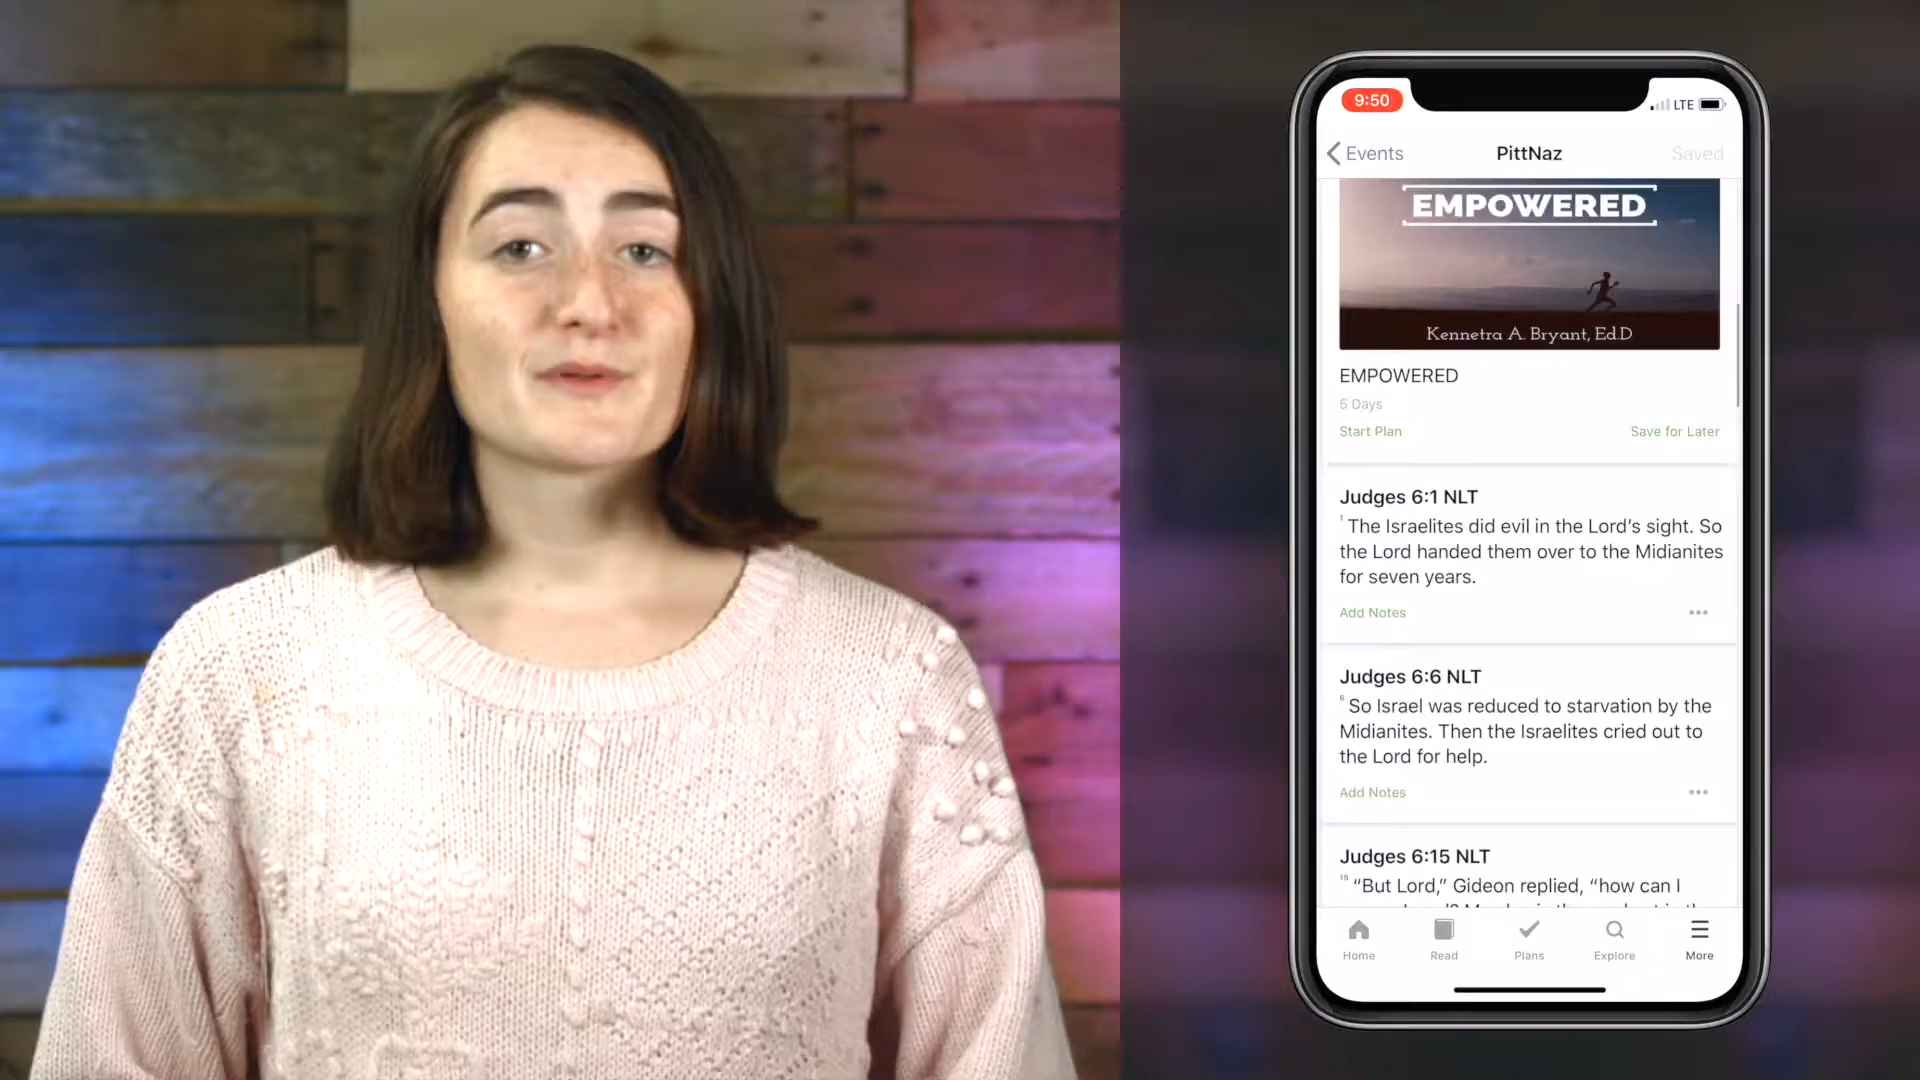 9:50
LTE
Events
PittNaz
Saved
EMPOWERED
Kennetra A. Bryant, Ed.D
EMPOWERED
5 Days
Start Plan
Save for Later
Judges 6:1 NLT
1 The Israelites did evil in the Lord’s sight. So
the Lord handed them over to the Midianites
for seven years.
Add Notes
Judges 6:6 NLT
6 So Israel was reduced to starvation by the
Midianites. Then the Israelites cried out to
the Lord for help.
Add Notes
Judges 6:15 NLT
15 “But Lord,” Gideon replied, “how can I
Home
Read
Plans
Explore
More